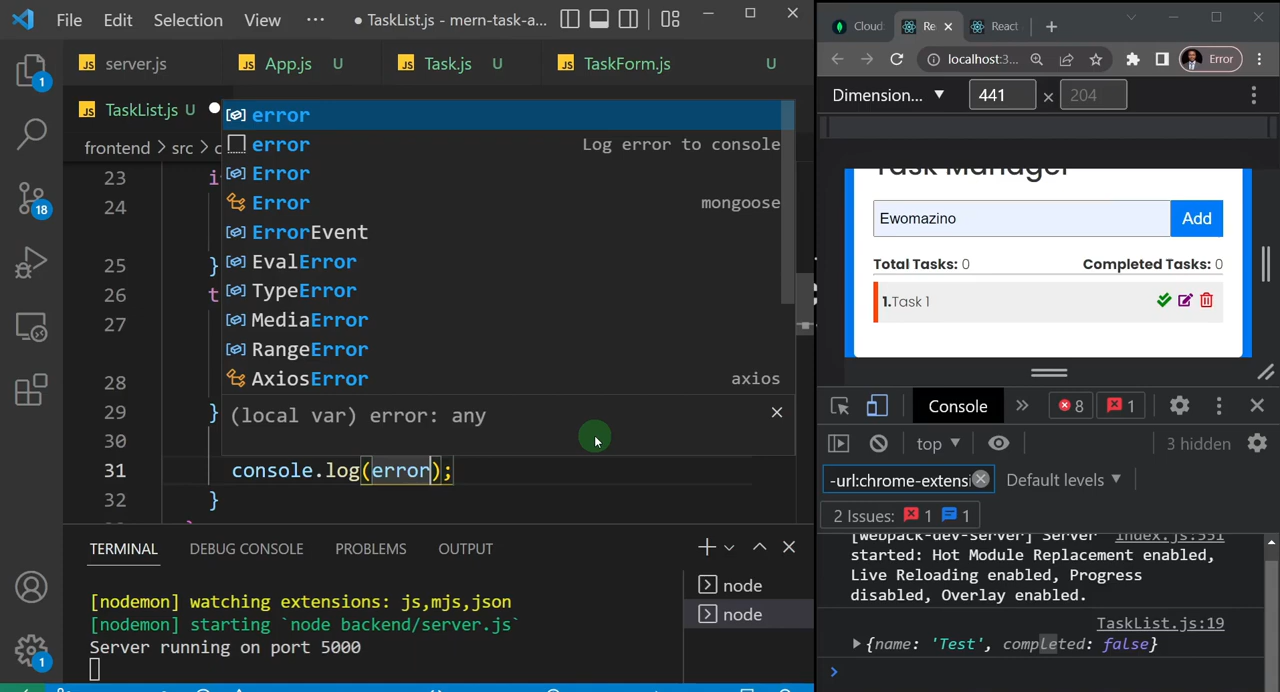 File Edit Selection View ··· ● TaskList.js - mern-task-a...
server.js App.js U Task.js U TaskForm.js U
TaskList.js U
frontend > src >
23
24
25 }
26
27
28
29 }
30
31 console.log(error);
32 }
error
error Log error to console
Error
Error mongoose
ErrorEvent
EvalError
TypeError
MediaError
RangeError
AxiosError axios
(local var) error: any
TERMINAL DEBUG CONSOLE PROBLEMS OUTPUT
[nodemon] watching extensions: js,mjs,json
[nodemon] starting `node backend/server.js`
Server running on port 5000
node
node
1
18
1
Cloud Re React
localhost:3... Error
Dimension... 441 × 204
Task Manager
Ewomazino Add
Total Tasks: 0 Completed Tasks: 0
1.Task 1
Console 8 1
top 3 hidden
-url:chrome-extensi Default levels
2 Issues: 1 1
[webpack-dev-server] Server index.js:551
started: Hot Module Replacement enabled,
Live Reloading enabled, Progress
disabled, Overlay enabled.
TaskList.js:19
{name: 'Test', completed: false}